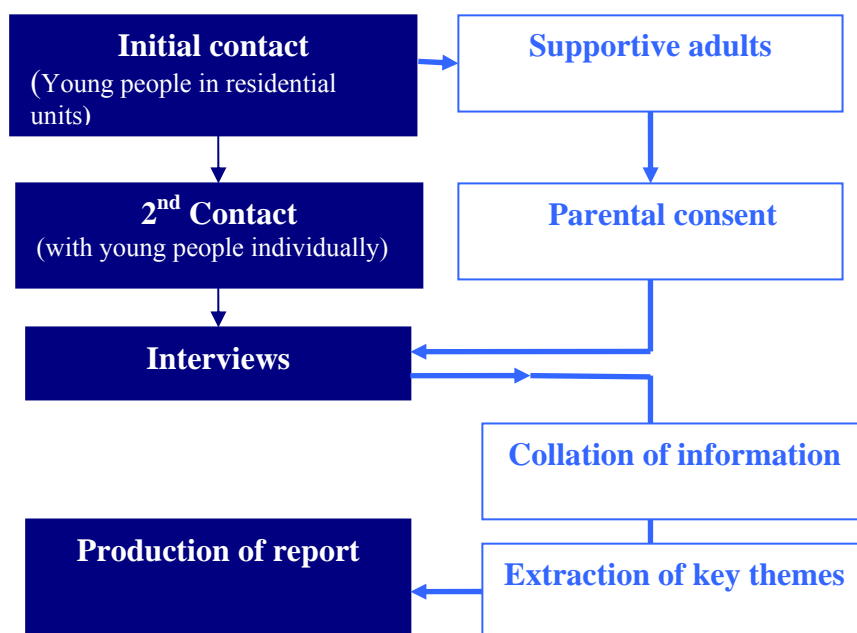 Initial contact
(Young people in residential
units)
Supportive adults
2nd Contact
(with young people individually)
Parental consent
Interviews
Collation of information
Production of report
Extraction of key themes